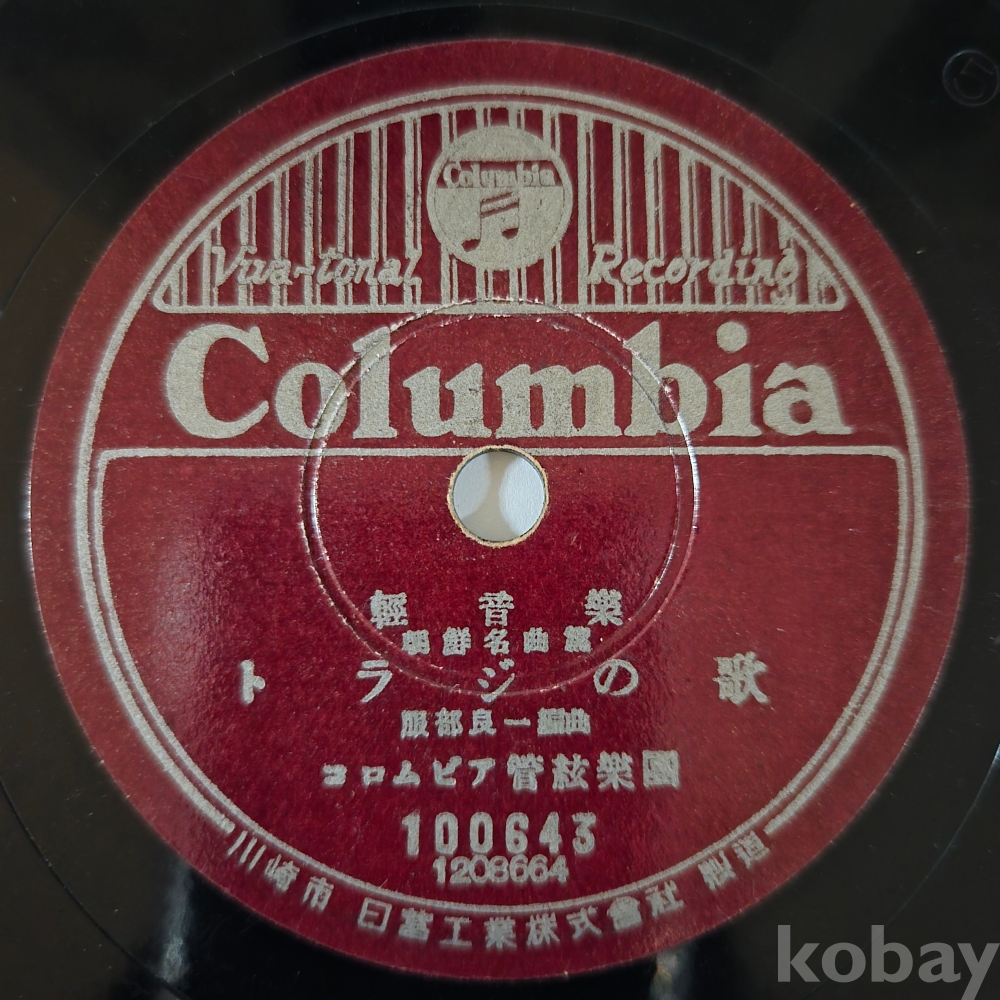 Columbia
Viva-tonal Recording
Columbia
輕音樂
朝鮮名曲選
トラジの歌
服部良一編曲
コロムビア管絃樂團
100643
1208664
川崎市 日蓄工業株式會社 製造
kobay